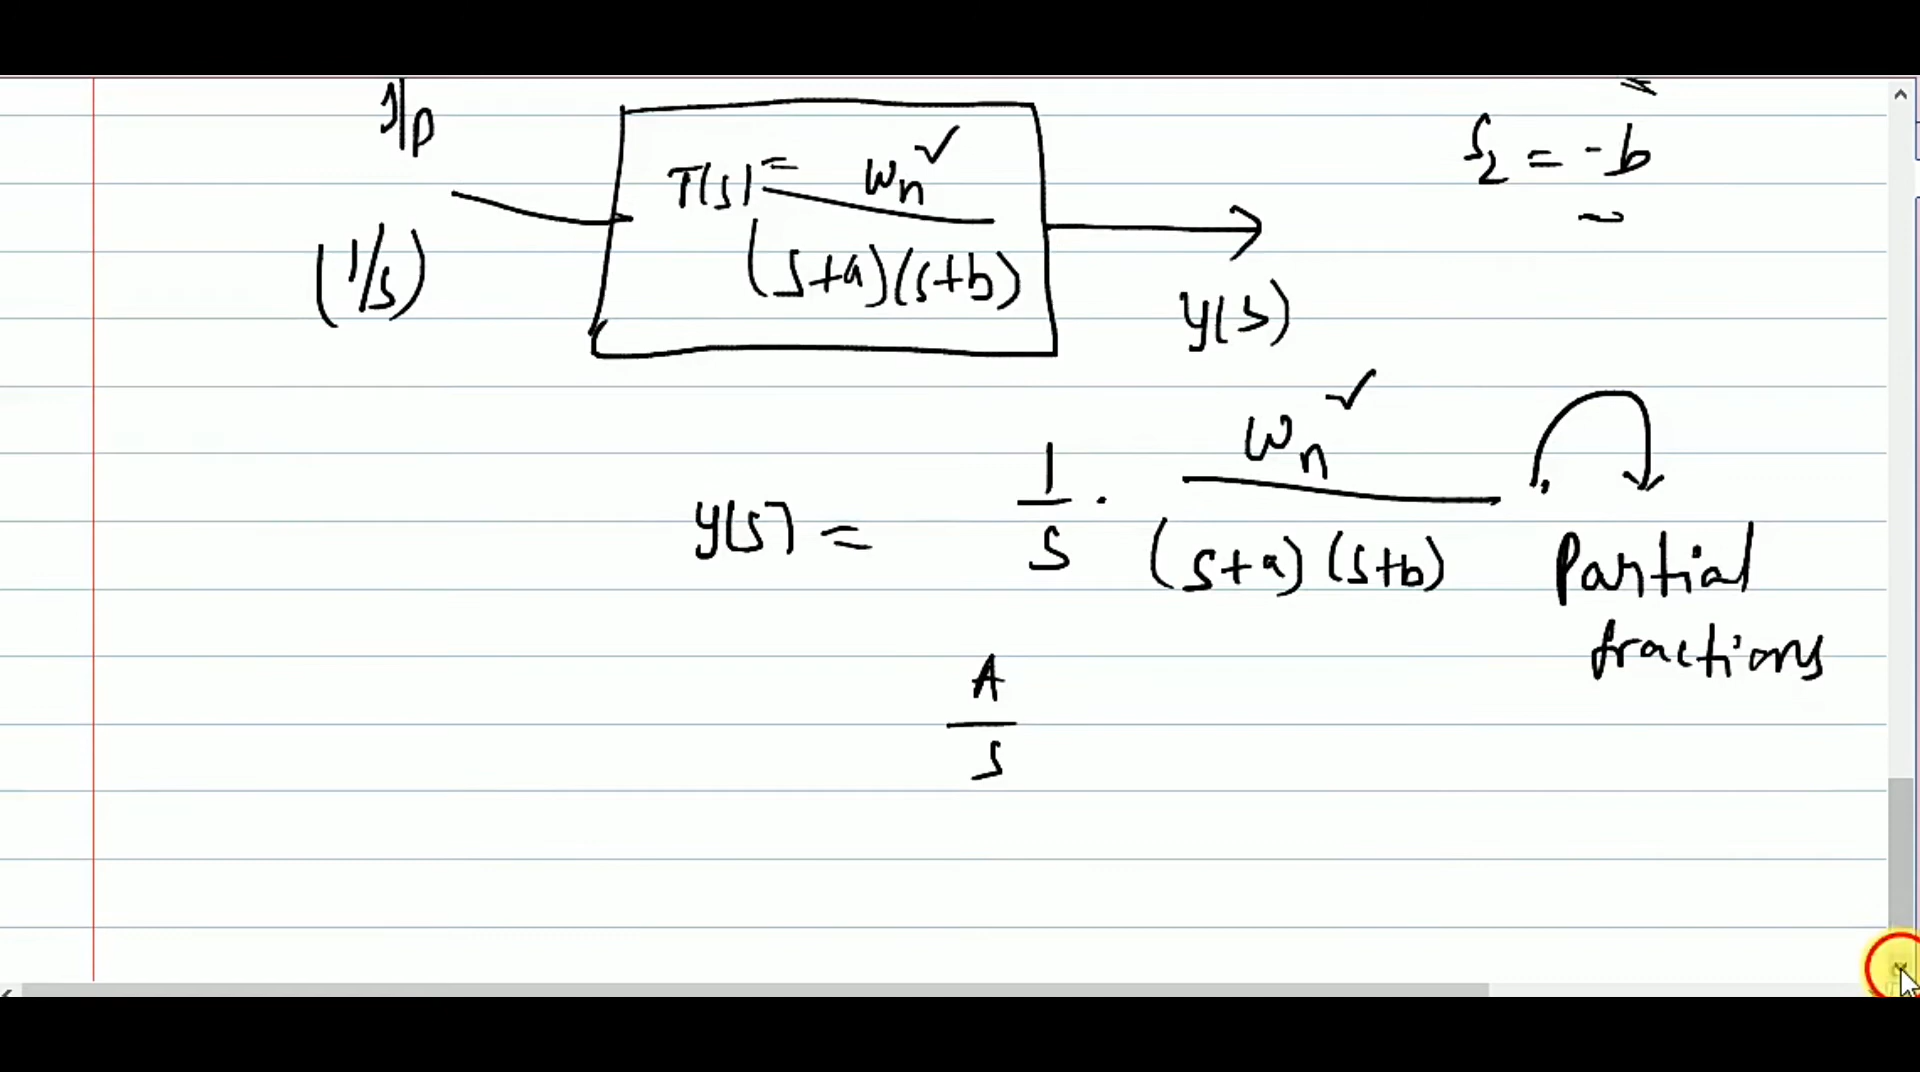 I/p
T(s) = ωn²
(s+a)(s+b)
(1/s)
y(s)
s2 = -b
y(s) = 1/s · ωn² / (s+a)(s+b)
Partial
fractions
A
s